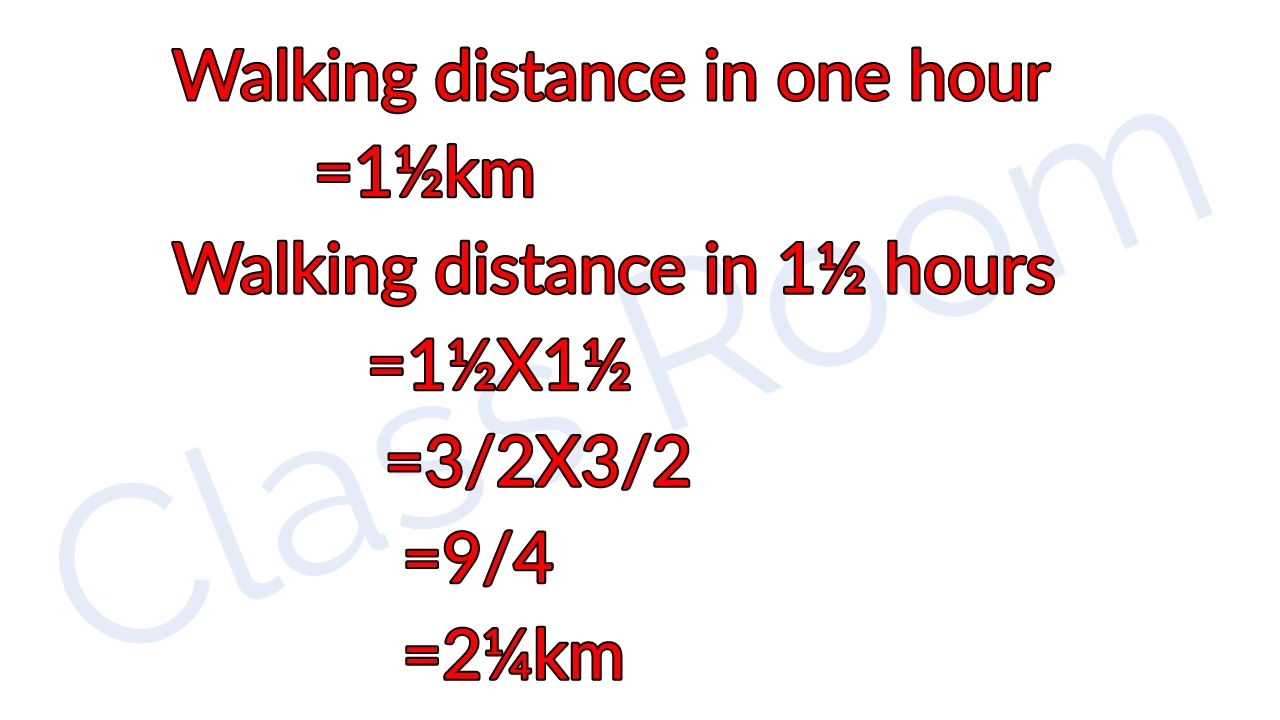 Walking distance in one hour
=1½km
Walking distance in 1½ hours
=1½X1½
=3/2X3/2
=9/4
=2¼km
Class Room